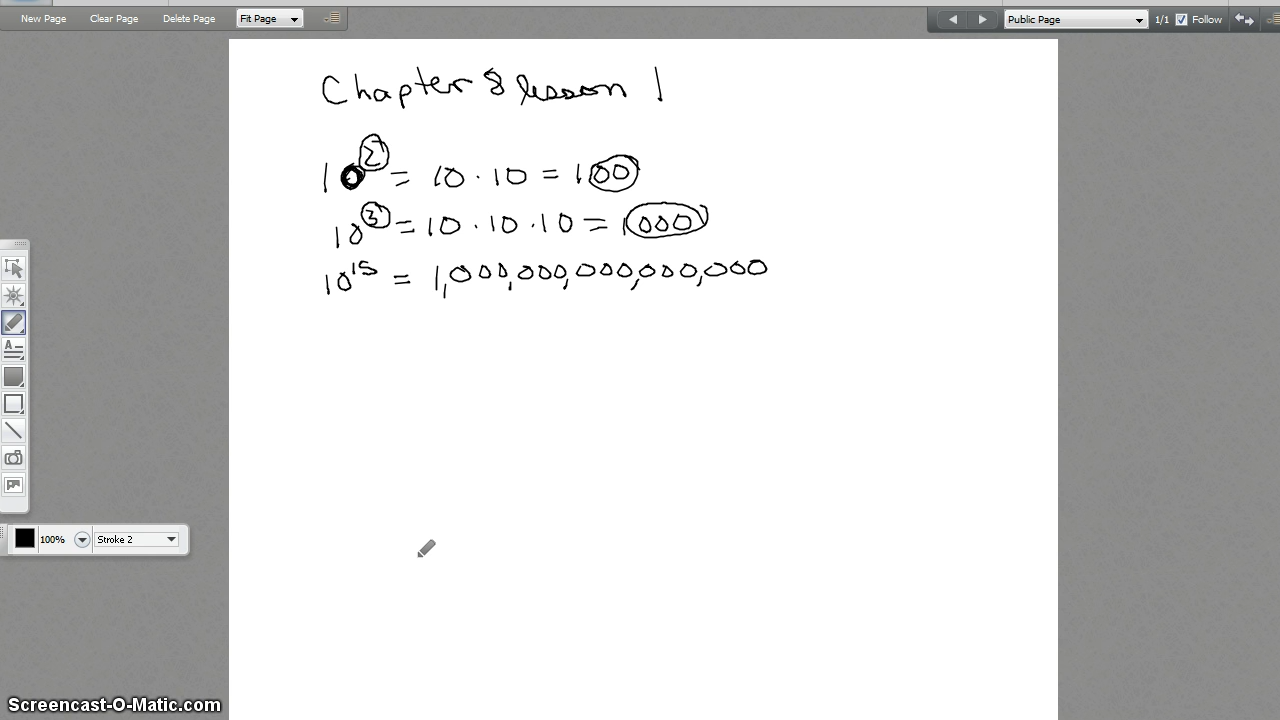 New Page Clear Page Delete Page Fit Page Public Page 1/1 Follow
Chapter 8 lesson 1
10² = 10 · 10 = 100
10³ = 10 · 10 · 10 = 1000
10¹⁵ = 1,000,000,000,000,000
A
100% Stroke 2
Screencast-O-Matic.com